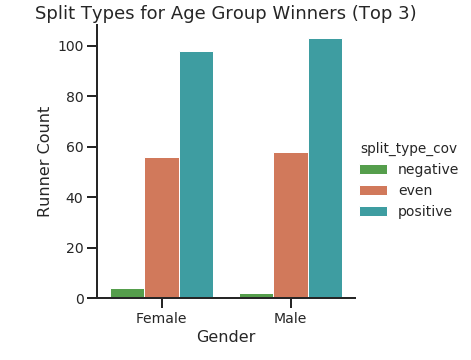 Split Types for Age Group Winners (Top 3)
100
80
60
40
20
0
Runner Count
Female
Male
Gender
split_type_cov
negative
even
positive